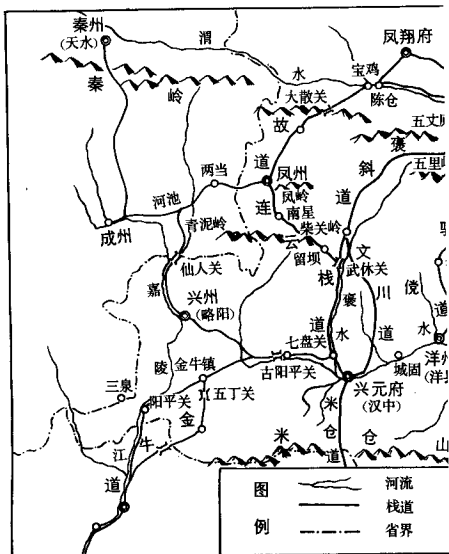 秦州
(天水)
渭
水
凤翔府
宝鸡
陈仓
秦
岭
大散关
故
道
五丈
褒
斜
道
五里
两当
凤州
河池
成州
青泥岭
连
云
栈
道
凤岭
南星
柴关岭
留坝
文
川
道
武休关
褒
水
仙人关
嘉
陵
江
兴州
(略阳)
傥
道
水
洋州
(洋
七盘关
古阳平关
城固
兴元府
(汉中)
金牛镇
三泉
阳平关
五丁关
金
牛
道
米
仓
道
米
仓
山
图
例
河流
栈道
省界